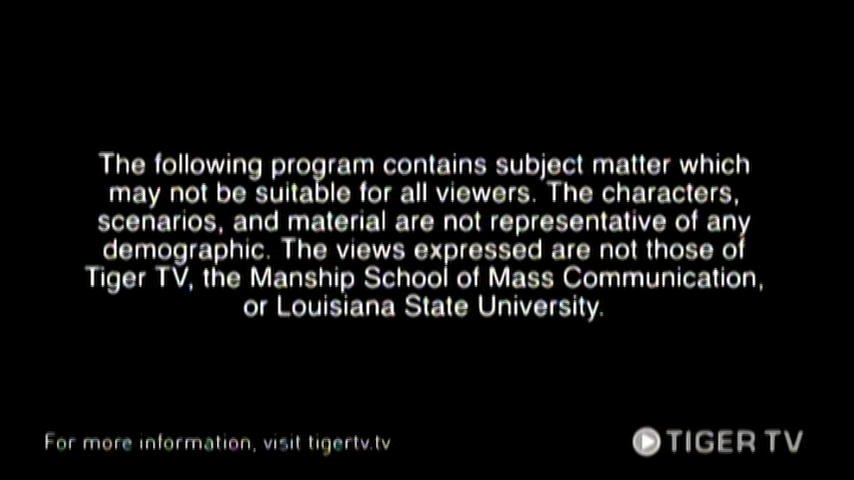 The following program contains subject matter which
may not be suitable for all viewers. The characters,
scenarios, and material are not representative of any
demographic. The views expressed are not those of
Tiger TV, the Manship School of Mass Communication,
or Louisiana State University.
For more information, visit tigertv.tv
TIGER TV